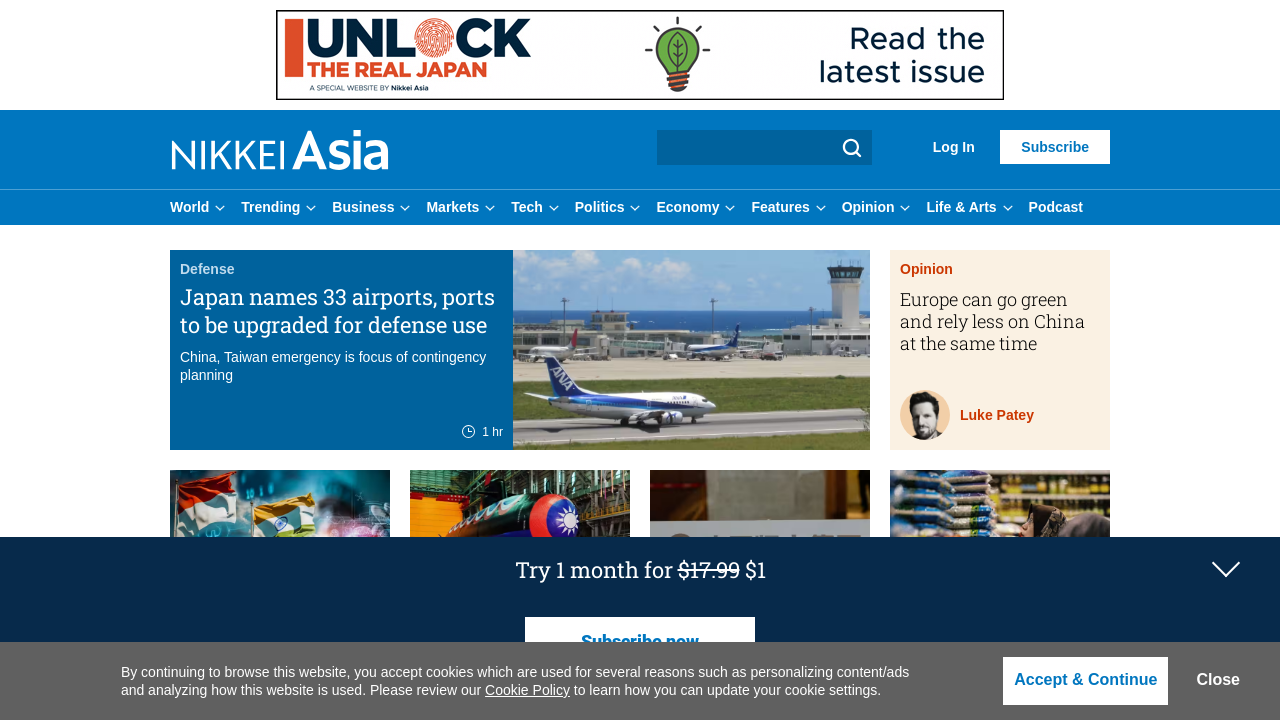 UNLOCK
THE REAL JAPAN
A SPECIAL WEBSITE BY Nikkei Asia
Read the
latest issue
NIKKEI Asia
Log In
Subscribe
World
Trending
Business
Markets
Tech
Politics
Economy
Features
Opinion
Life & Arts
Podcast
Defense
Japan names 33 airports, ports
to be upgraded for defense use
China, Taiwan emergency is focus of contingency
planning
1 hr
ANA
Opinion
Europe can go green
and rely less on China
at the same time
Luke Patey
Try 1 month for $17.99 $1
Subscribe now
By continuing to browse this website, you accept cookies which are used for several reasons such as personalizing content/ads
and analyzing how this website is used. Please review our Cookie Policy to learn how you can update your cookie settings.
Accept & Continue
Close